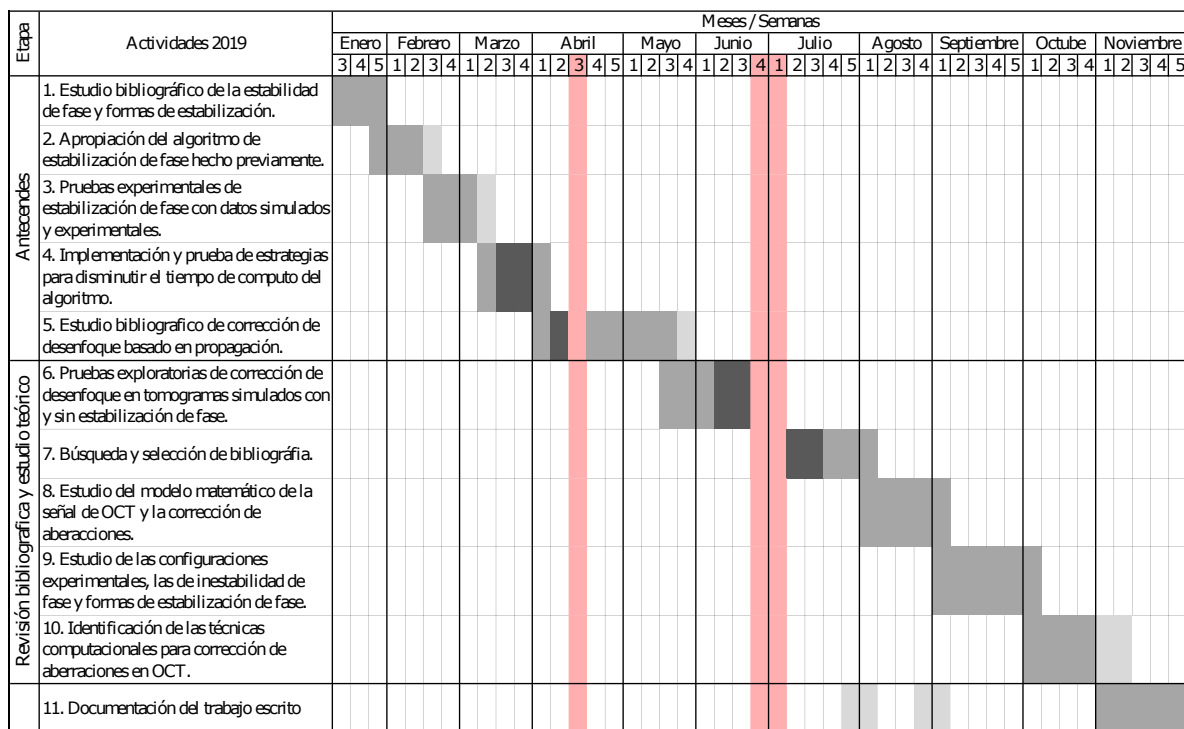 Meses / Semanas
Etapa
Actividades 2019
Enero Febrero Marzo Abril Mayo Junio Julio Agosto Septiembre Octube Noviembre
3 4 5 1 2 3 4 1 2 3 4 1 2 3 4 5 1 2 3 4 1 2 3 4 1 2 3 4 5 1 2 3 4 1 2 3 4 5 1 2 3 4 1 2 3 4 5
Antecendes
1. Estudio bibliográfico de la estabilidad
de fase y formas de estabilización.
2. Apropiación del algoritmo de
estabilización de fase hecho previamente.
3. Pruebas experimentales de
estabilización de fase con datos simulados
y experimentales.
4. Implementación y prueba de estrategias
para disminutir el tiempo de computo del
algoritmo.
5. Estudio bibliografico de corrección de
desenfoque basado en propagación.
Revisión bibliografica y estudio teórico
6. Pruebas exploratorias de corrección de
desenfoque en tomogramas simulados con
y sin estabilización de fase.
7. Búsqueda y selección de bibliográfia.
8. Estudio del modelo matemático de la
señal de OCT y la corrección de
aberacciones.
9. Estudio de las configuraciones
experimentales, las de inestabilidad de
fase y formas de estabilización de fase.
10. Identificación de las técnicas
computacionales para corrección de
aberraciones en OCT.
11. Documentación del trabajo escrito